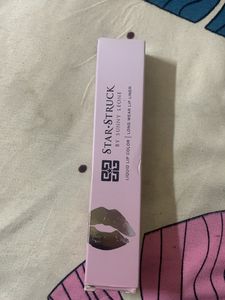 STAR·STRUCK
BY SUNNY LEONE
LIQUID LIP COLOR | LONG WEAR LIP LINER